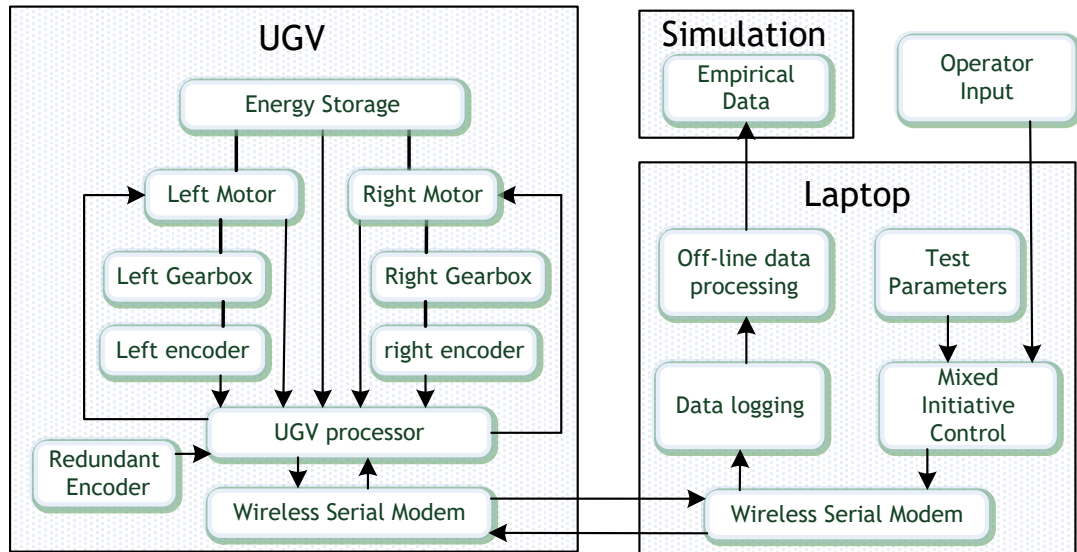 UGV
Energy Storage
Left Motor
Right Motor
Left Gearbox
Right Gearbox
Left encoder
right encoder
UGV processor
Redundant
Encoder
Wireless Serial Modem
Simulation
Empirical
Data
Operator
Input
Laptop
Off-line data
processing
Test
Parameters
Data logging
Mixed
Initiative
Control
Wireless Serial Modem